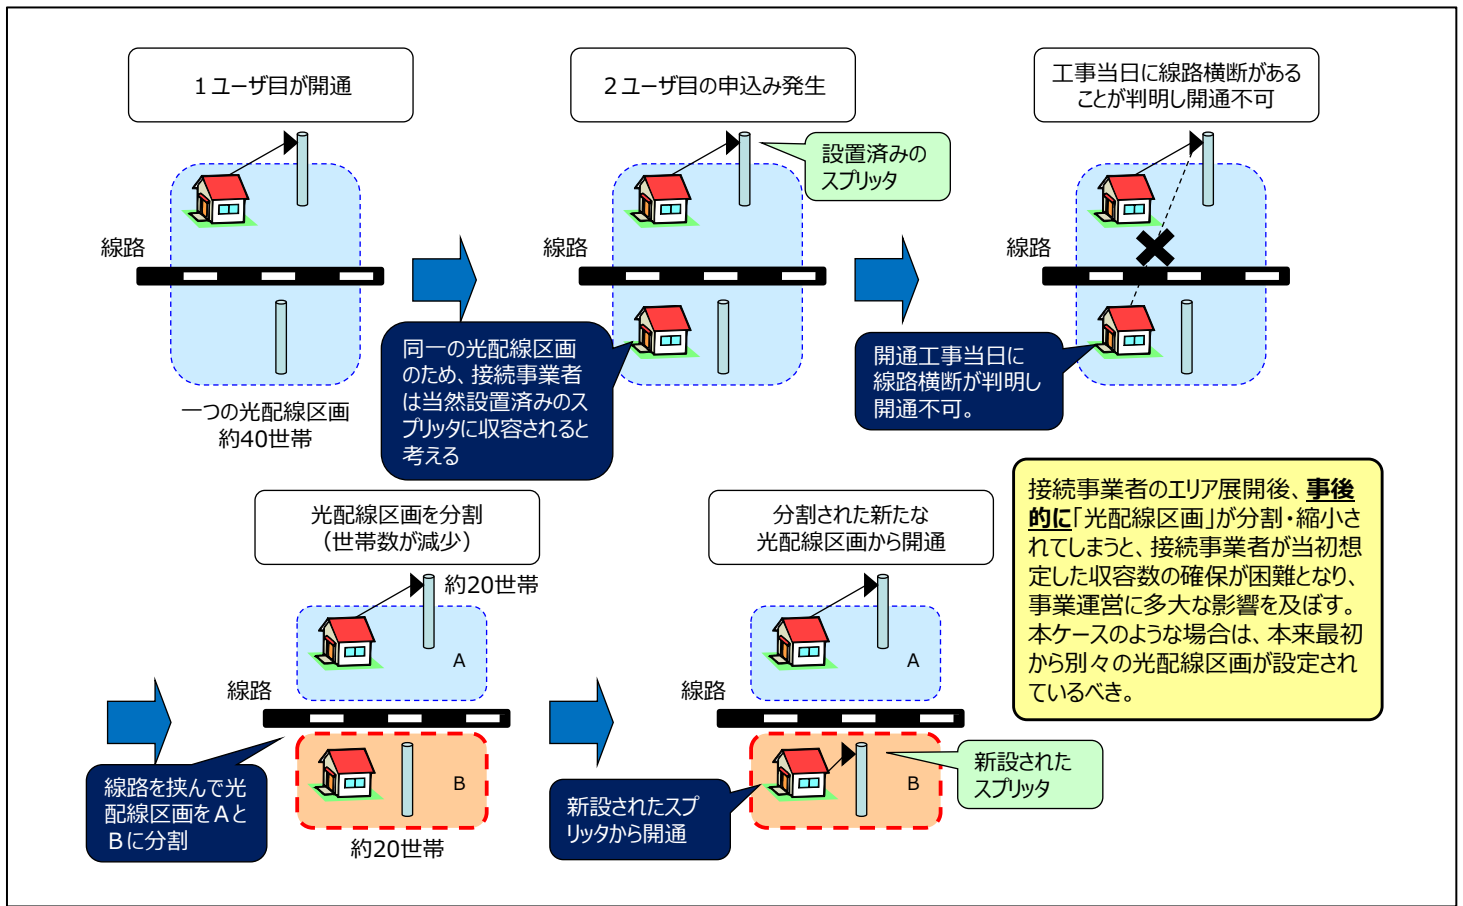 １ユーザ目が開通
２ユーザ目の申込み発生
工事当日に線路横断がある
ことが判明し開通不可
設置済みの
スプリッタ
線路
線路
線路
同一の光配線区画
のため、接続事業者
は当然設置済みのス
プリッタに収容されると
考える
開通工事当日に
線路横断が判明し
開通不可。
一つの光配線区画
約40世帯
光配線区画を分割
（世帯数が減少）
分割された新たな
光配線区画から開通
接続事業者のエリア展開後、事後
的に「光配線区画」が分割・縮小さ
れてしまうと、接続事業者が当初想
定した収容数の確保が困難となり、
事業運営に多大な影響を及ぼす。
本ケースのような場合は、本来最初
から別々の光配線区画が設定され
ているべき。
約20世帯
A
A
線路
線路
線路を挟んで光
配線区画をＡと
Ｂに分割
B
約20世帯
B
新設されたスプ
リッタから開通
新設された
スプリッタ